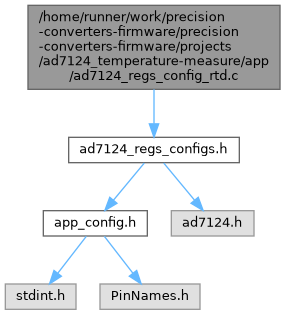 /home/runner/work/precision
-converters-firmware/precision
-converters-firmware/projects
/ad7124_temperature-measure/app
/ad7124_regs_config_rtd.c
ad7124_regs_configs.h
app_config.h
ad7124.h
stdint.h
PinNames.h